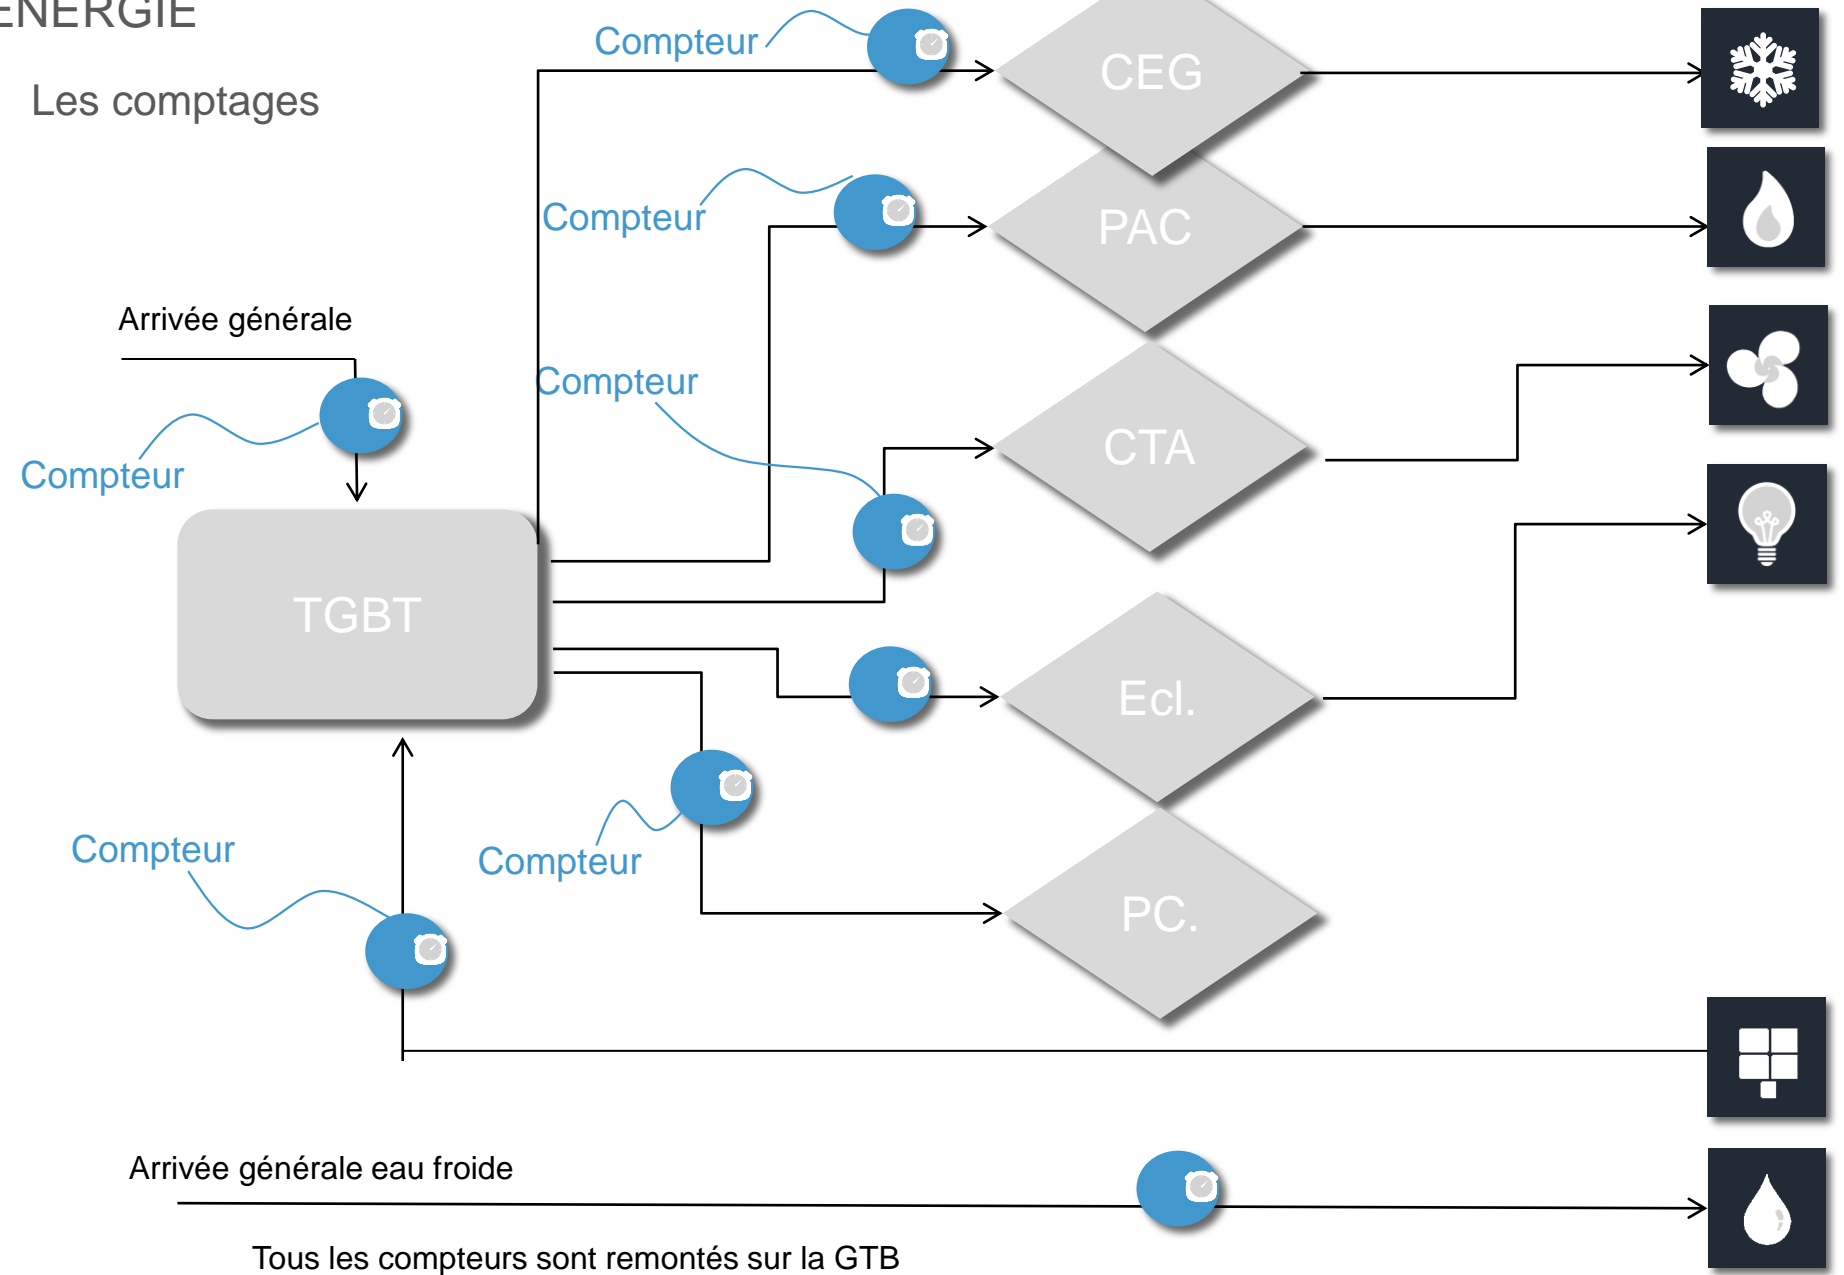 ENERGIE
Les comptages
Compteur
CEG
Compteur
PAC
Arrivée générale
Compteur
CTA
Compteur
TGBT
Ecl.
Compteur
Compteur
PC.
Arrivée générale eau froide
Tous les compteurs sont remontés sur la GTB